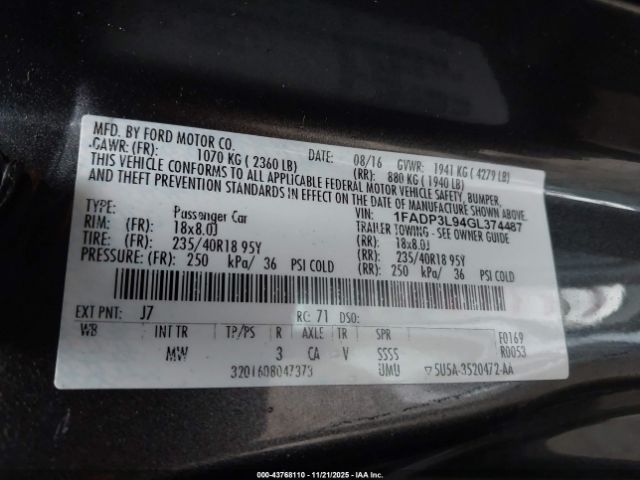 MFD. BY FORD MOTOR CO.
DATE: 08/16 GVWR: 1941 KG ( 4279 LB)
GAWR: (FR): 1070 KG ( 2360 LB) (RR): 880 KG ( 1940 LB)
THIS VEHICLE CONFORMS TO ALL APPLICABLE FEDERAL MOTOR VEHICLE SAFETY, BUMPER,
AND THEFT PREVENTION STANDARDS IN EFFECT ON THE DATE OF MANUFACTURE SHOWN ABOVE.
VIN: 1FADP3L94GL374487
TYPE: Passenger Car TRAILER TOWING - SEE OWNER GUIDE
RIM: (FR): 18x8.0J (RR): 18x8.0J
TIRE: (FR): 235/40R18 95Y (RR): 235/40R18 95Y
PRESSURE: (FR): 250 kPa/ 36 PSI COLD (RR): 250 kPa/ 36 PSI COLD
EXT PNT: J7 RC: 71 DSO: F0169
WB INT TR TP/PS R AXLE TR SPR R0053
MW 3 CA V SSSS
3201608047373 UMU ▽5U5A-3520472-AA
000-43768110 - 11/21/2025 - IAA Inc.